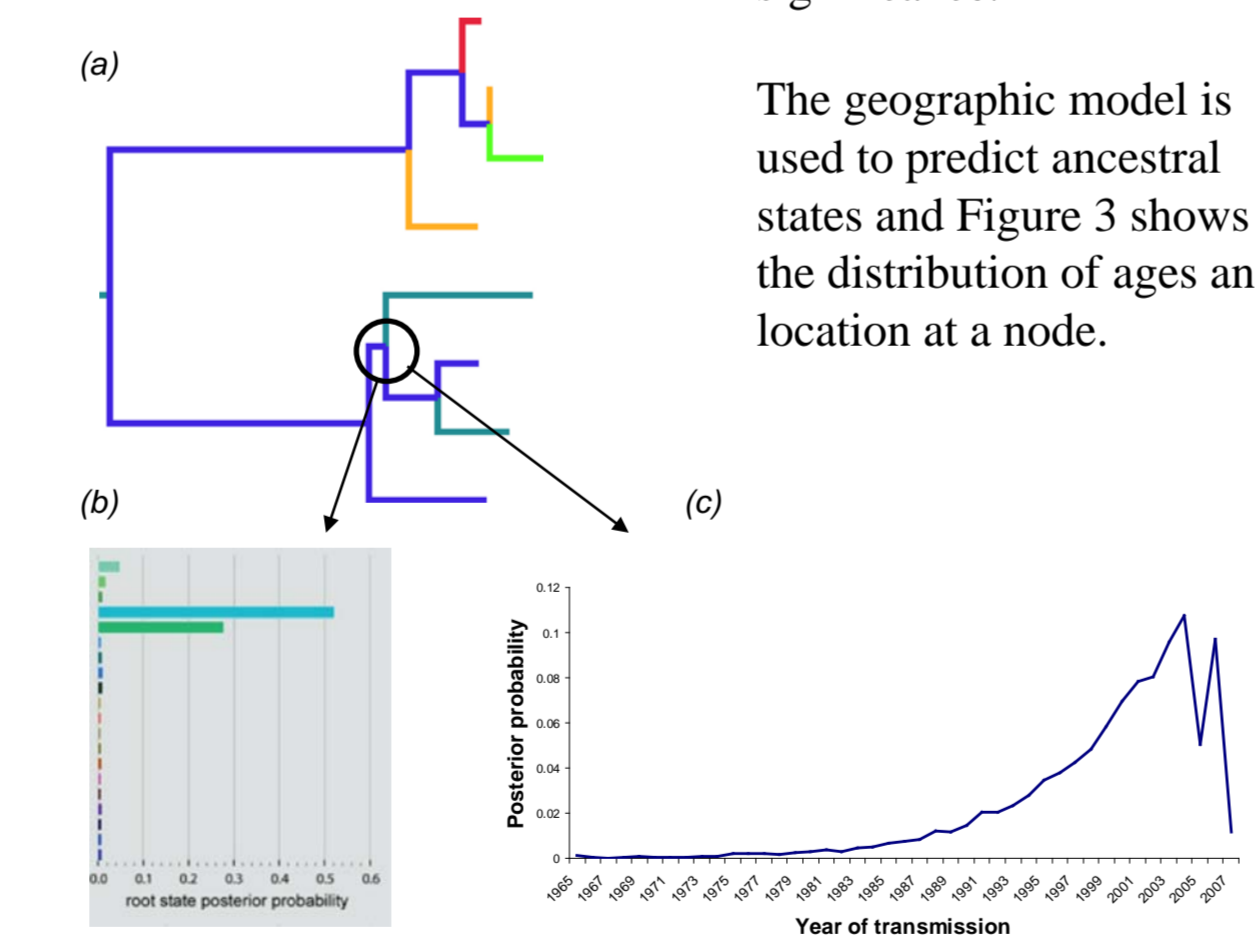 (a)
The geographic model is
used to predict ancestral
states and Figure 3 shows
the distribution of ages an
location at a node.
(b)
(c)
0.0 0.1 0.2 0.3 0.4 0.5 0.6
root state posterior probability
Posterior probability
0.12
0.1
0.08
0.06
0.04
0.02
0
1965 1967 1969 1971 1973 1975 1977 1979 1981 1983 1985 1987 1989 1991 1993 1995 1997 1999 2001 2003 2005 2007
Year of transmission